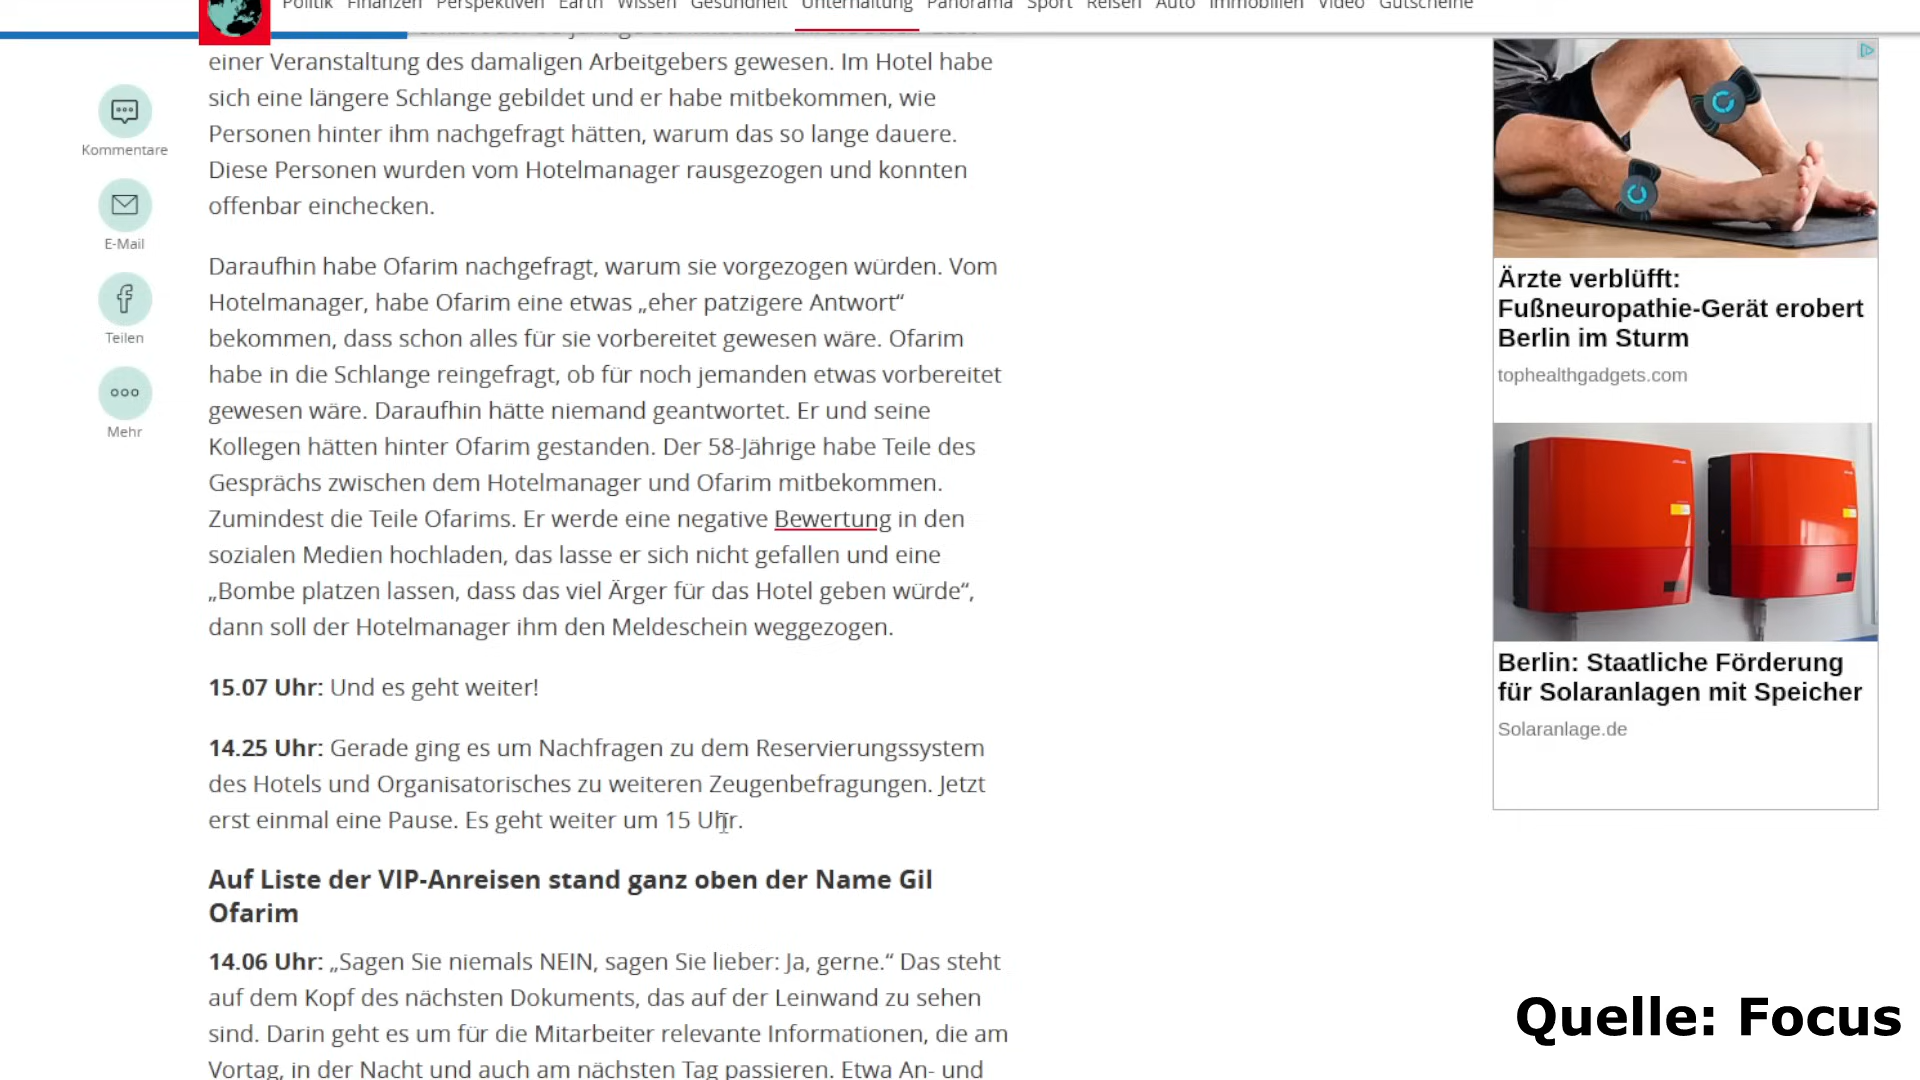 Politik Finanzen Perspektiven Earth Wissen Gesundheit Unterhaltung Panorama Sport Reisen Auto Immobilien Video Gutscheine
einer Veranstaltung des damaligen Arbeitgebers gewesen. Im Hotel habe
sich eine längere Schlange gebildet und er habe mitbekommen, wie
Personen hinter ihm nachgefragt hätten, warum das so lange dauere.
Diese Personen wurden vom Hotelmanager rausgezogen und konnten
offenbar einchecken.
Daraufhin habe Ofarim nachgefragt, warum sie vorgezogen würden. Vom
Hotelmanager, habe Ofarim eine etwas „eher patzigere Antwort“
bekommen, dass schon alles für sie vorbereitet gewesen wäre. Ofarim
habe in die Schlange reingefragt, ob für noch jemanden etwas vorbereitet
gewesen wäre. Daraufhin hätte niemand geantwortet. Er und seine
Kollegen hätten hinter Ofarim gestanden. Der 58-Jährige habe Teile des
Gesprächs zwischen dem Hotelmanager und Ofarim mitbekommen.
Zumindest die Teile Ofarims. Er werde eine negative Bewertung in den
sozialen Medien hochladen, das lasse er sich nicht gefallen und eine
„Bombe platzen lassen, dass das viel Ärger für das Hotel geben würde“,
dann soll der Hotelmanager ihm den Meldeschein weggezogen.
15.07 Uhr: Und es geht weiter!
14.25 Uhr: Gerade ging es um Nachfragen zu dem Reservierungssystem
des Hotels und Organisatorisches zu weiteren Zeugenbefragungen. Jetzt
erst einmal eine Pause. Es geht weiter um 15 Uhr.
Auf Liste der VIP-Anreisen stand ganz oben der Name Gil
Ofarim
14.06 Uhr: „Sagen Sie niemals NEIN, sagen Sie lieber: Ja, gerne.“ Das steht
auf dem Kopf des nächsten Dokuments, das auf der Leinwand zu sehen
sind. Darin geht es um für die Mitarbeiter relevante Informationen, die am
Vortag, in der Nacht und auch am nächsten Tag passieren. Etwa An- und
Kommentare
E-Mail
Teilen
Mehr
Ärzte verblüfft:
Fußneuropathie-Gerät erobert
Berlin im Sturm
tophealthgadgets.com
Berlin: Staatliche Förderung
für Solaranlagen mit Speicher
Solaranlage.de
Quelle: Focus